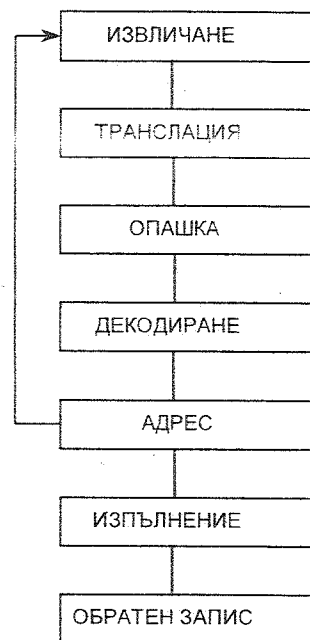 ИЗВЛИЧАНЕ
ТРАНСЛАЦИЯ
ОПАШКА
ДЕКОДИРАНЕ
АДРЕС
ИЗПЪЛНЕНИЕ
ОБРАТЕН ЗАПИС